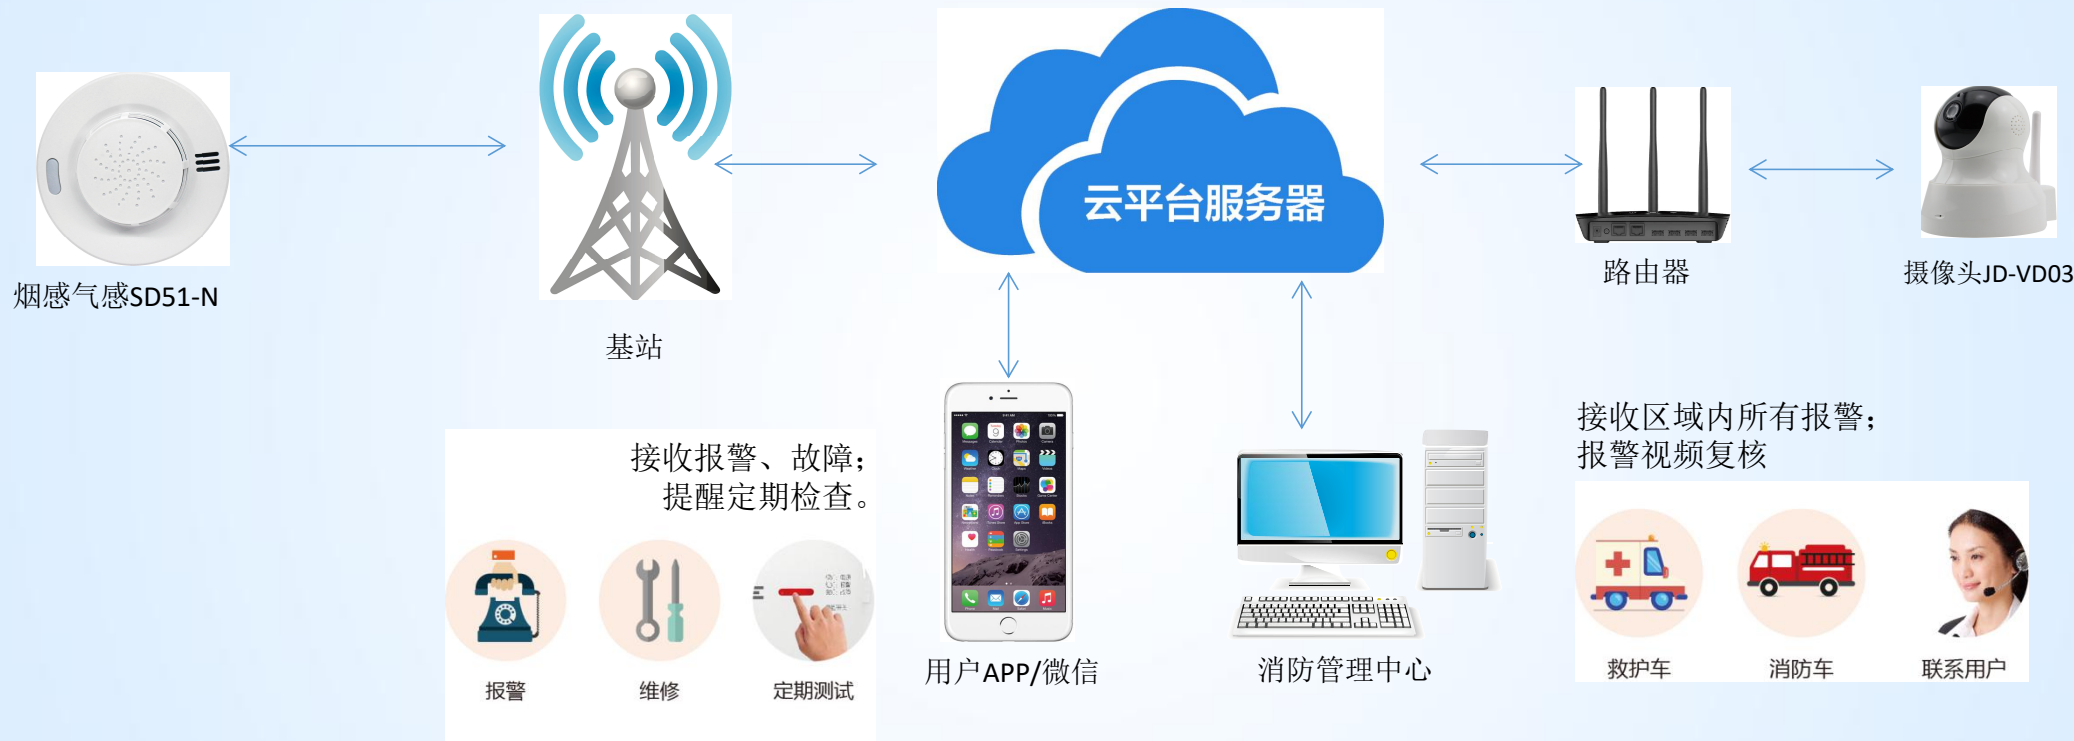 云平台服务器
烟感气感SD51-N
基站
路由器
摄像头JD-VD03
接收报警、故障；
提醒定期检查。
报警
维修
定期测试
用户APP/微信
消防管理中心
接收区域内所有报警；
报警视频复核
救护车
消防车
联系用户